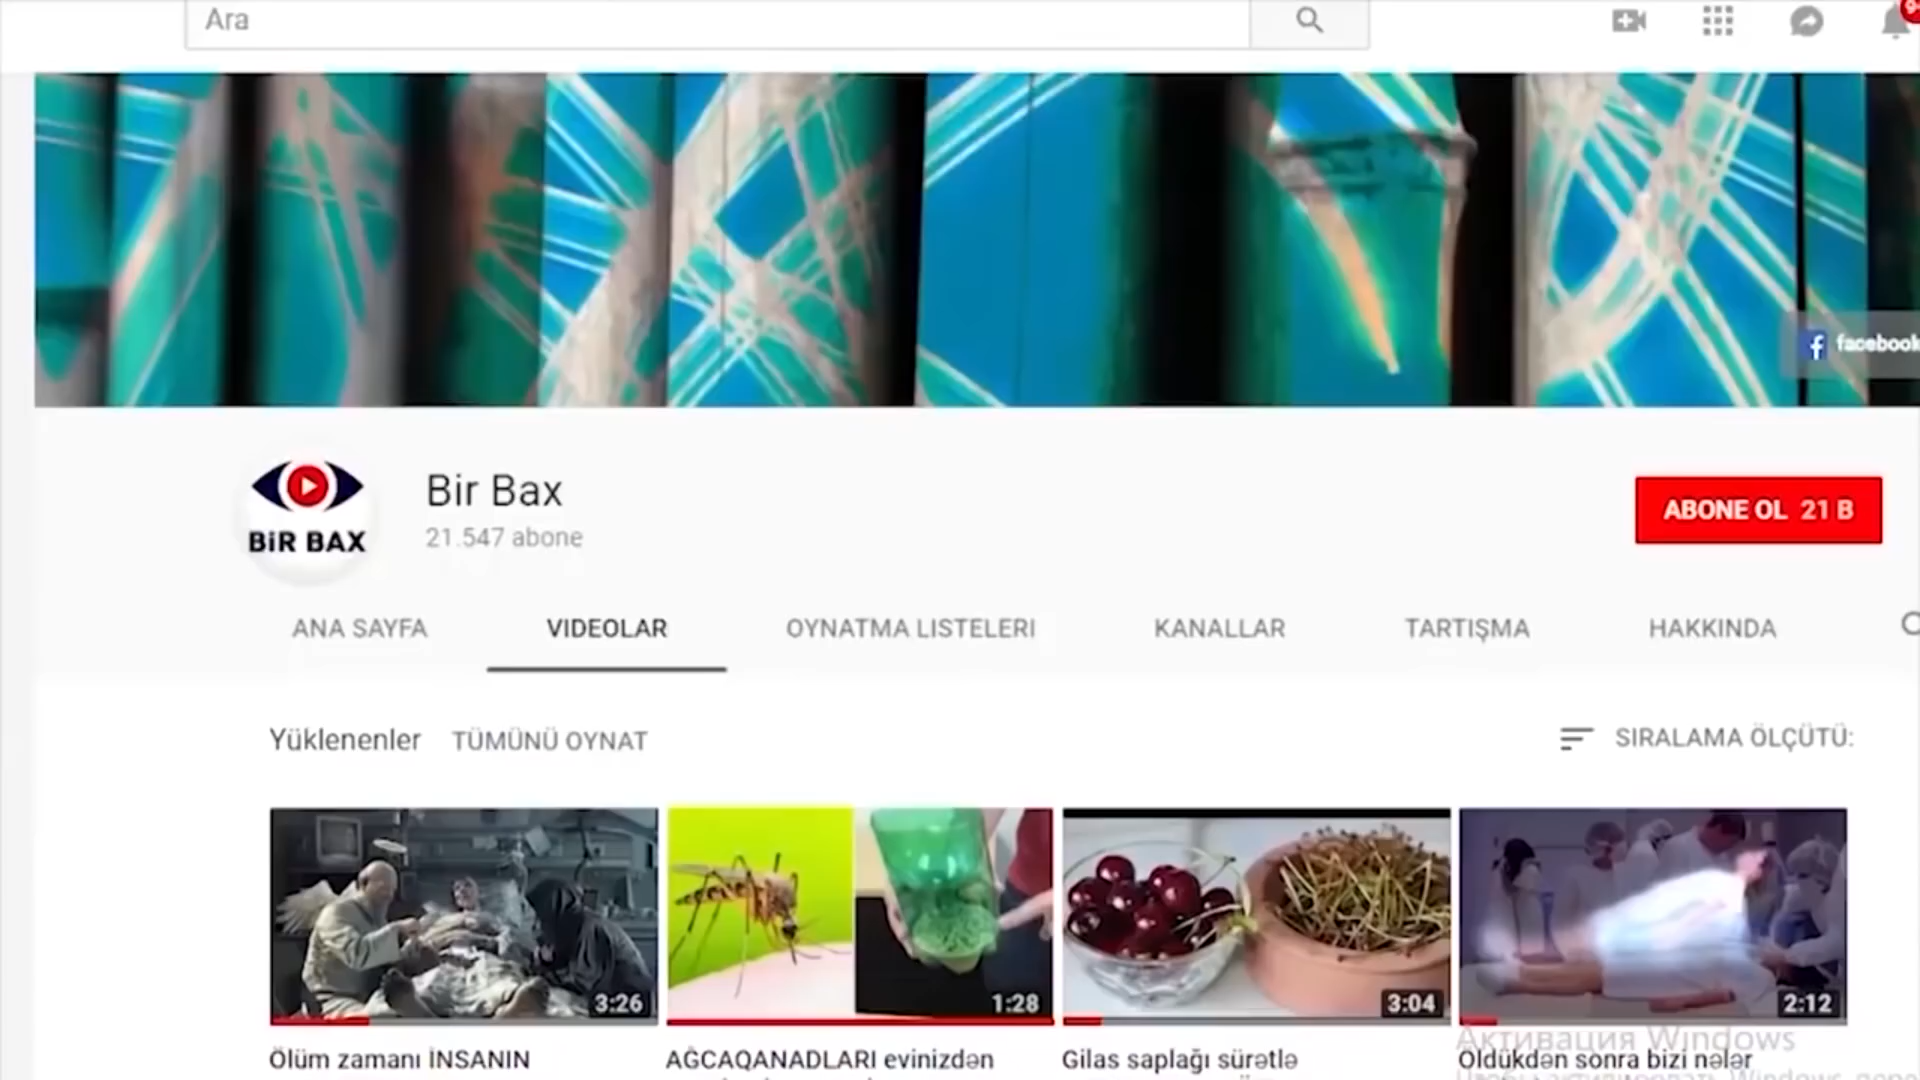 Ara
facebook
BiR BAX
Bir Bax
21.547 abone
ABONE OL 21 B
ANA SAYFA
VIDEOLAR
OYNATMA LISTELERI
KANALLAR
TARTIŞMA
HAKKINDA
Yüklenenler
TÜMÜNÜ OYNAT
SIRALAMA ÖLÇÜTÜ:
3:26
1:28
3:04
2:12
Активация Windows
Ölüm zamanı İNSANIN
AĞCAQANADLARI evinizdən
Gilas saplağı sürətlə
Öldükdən sonra bizi nələr